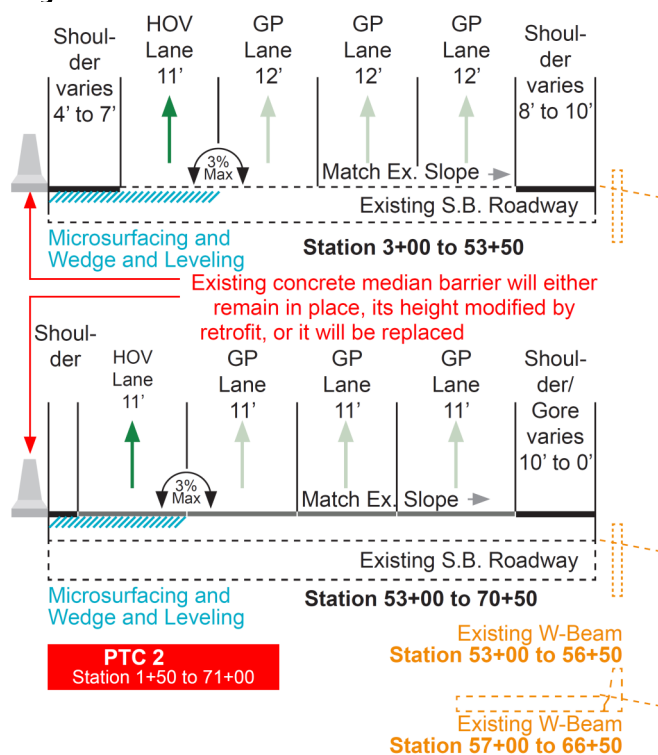 Shoul-
der
varies
4’ to 7’
HOV
Lane
11’
GP
Lane
12’
GP
Lane
12’
GP
Lane
12’
Shoul-
der
varies
8’ to 10’
3%
Max
Match Ex. Slope
Existing S.B. Roadway
Microsurfacing and
Wedge and Leveling
Station 3+00 to 53+50
Existing concrete median barrier will either
remain in place, its height modified by
retrofit, or it will be replaced
Shoul-
der
HOV
Lane
11’
GP
Lane
11’
GP
Lane
11’
GP
Lane
11’
Shoul-
der/
Gore
varies
10’ to 0’
3%
Max
Match Ex. Slope
Existing S.B. Roadway
Microsurfacing and
Wedge and Leveling
Station 53+00 to 70+50
PTC 2
Station 1+50 to 71+00
Existing W-Beam
Station 53+00 to 56+50
Existing W-Beam
Station 57+00 to 66+50